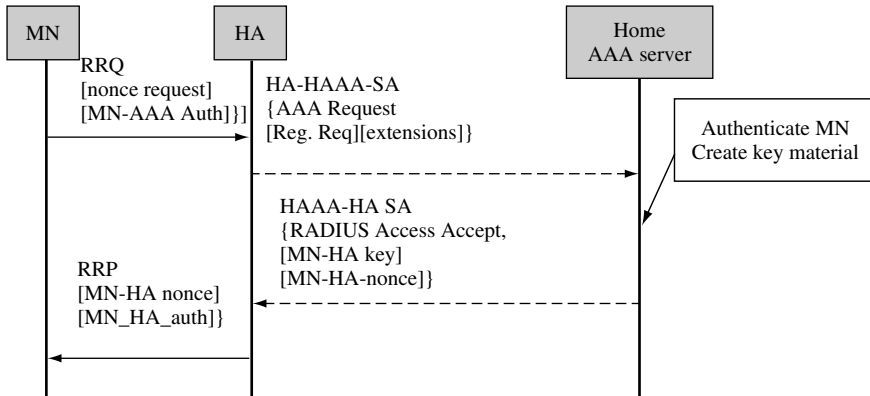 MN
HA
Home
AAA server
RRQ
[nonce request]
[MN-AAA Auth]}]
HA-HAAA-SA
{AAA Request
[Reg. Req][extensions]}
Authenticate MN
Create key material
HAAA-HA SA
{RADIUS Access Accept,
[MN-HA key]
[MN-HA-nonce]}
RRP
[MN-HA nonce]
[MN_HA_auth]}